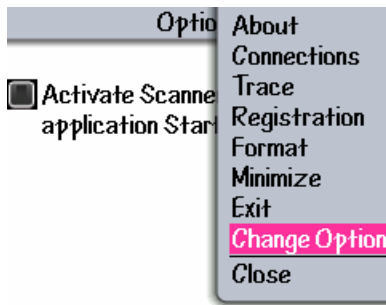 Optio
Activate Scanne
application Start
About
Connections
Trace
Registration
Format
Minimize
Exit
Change Option
Close